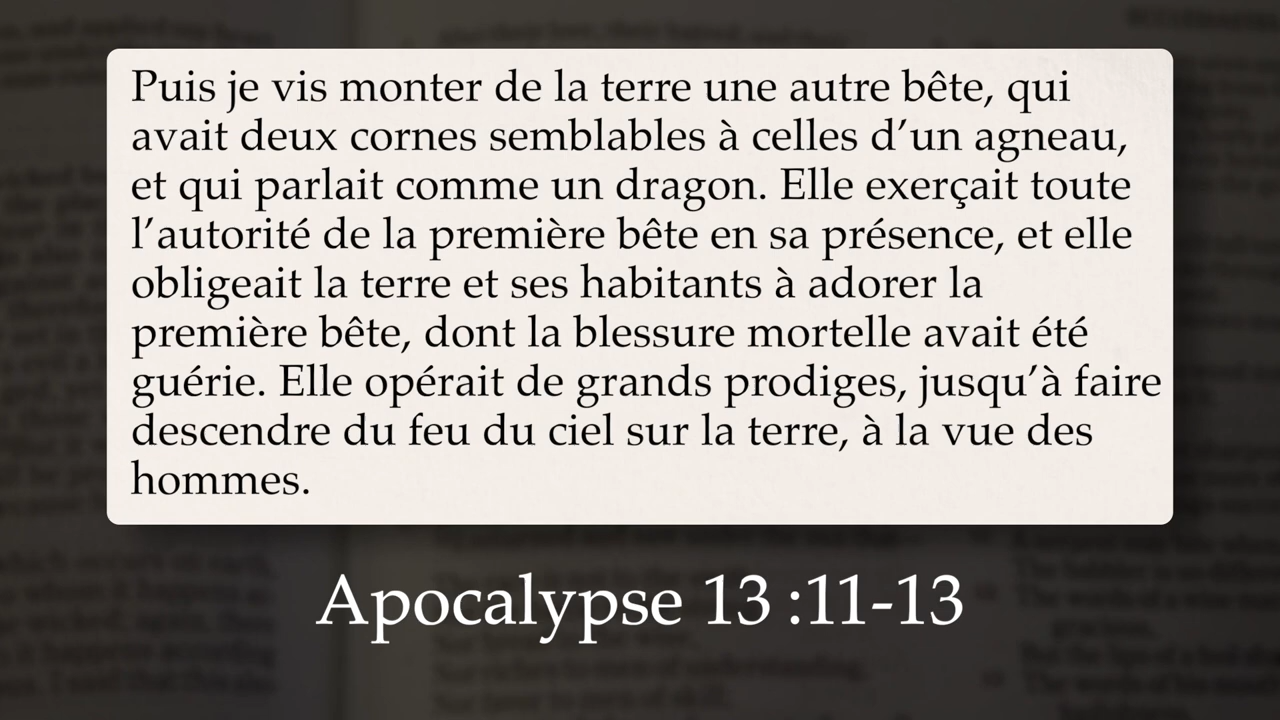 Puis je vis monter de la terre une autre bête, qui
avait deux cornes semblables à celles d’un agneau,
et qui parlait comme un dragon. Elle exerçait toute
l’autorité de la première bête en sa présence, et elle
obligeait la terre et ses habitants à adorer la
première bête, dont la blessure mortelle avait été
guérie. Elle opérait de grands prodiges, jusqu’à faire
descendre du feu du ciel sur la terre, à la vue des
hommes.
Apocalypse 13 :11-13